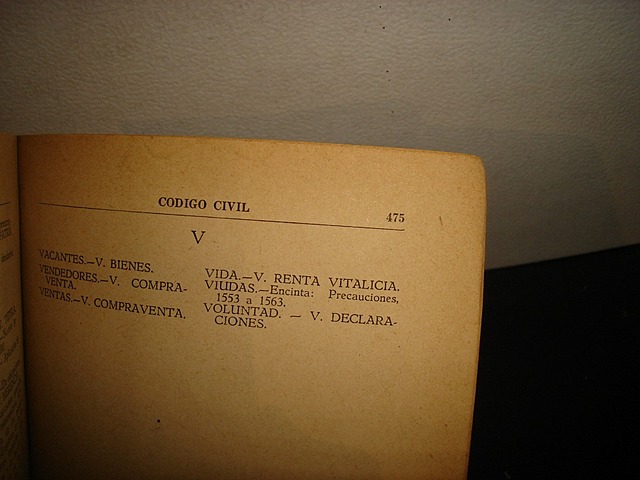 CODIGO CIVIL
475
V
VACANTES.—V. BIENES.
VENDEDORES.—V. COMPRA-
VENTA.
VENTAS.—V. COMPRAVENTA.
VIDA.—V. RENTA VITALICIA.
VIUDAS.—Encinta: Precauciones,
1553 a 1563.
VOLUNTAD. — V. DECLARA-
CIONES.